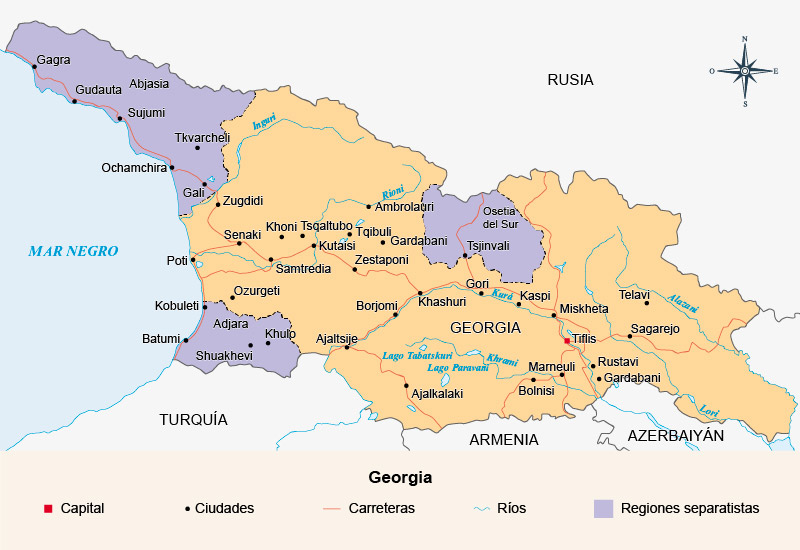 Gagra
Abjasia
Gudauta
Sujumi
Tkvarcheli
Ochamchira
Gali
Zugdidi
Inguri
RUSIA
N
O
E
S
Rioni
Ambrolauri
Osetia
del Sur
Khoni
Tsqaltubo
Tqibuli
Senaki
Kutaisi
Gardabani
Tsjinvali
MAR NEGRO
Poti
Samtredia
Zestaponi
Ozurgeti
Gori
Kurá
Kaspi
Khashuri
Telavi
Alazani
Kobuleti
Borjomi
Miskheta
Adjara
GEORGIA
Sagarejo
Batumi
Khulo
Ajaltsije
Tiflis
Shuakhevi
Lago Tabatskuri
Khrami
Lago Paravani
Marneuli
Rustavi
Gardabani
Ajalkalaki
Bolnisi
Lori
TURQUÍA
ARMENIA
AZERBAIYÁN
Georgia
Capital
Ciudades
Carreteras
Ríos
Regiones separatistas